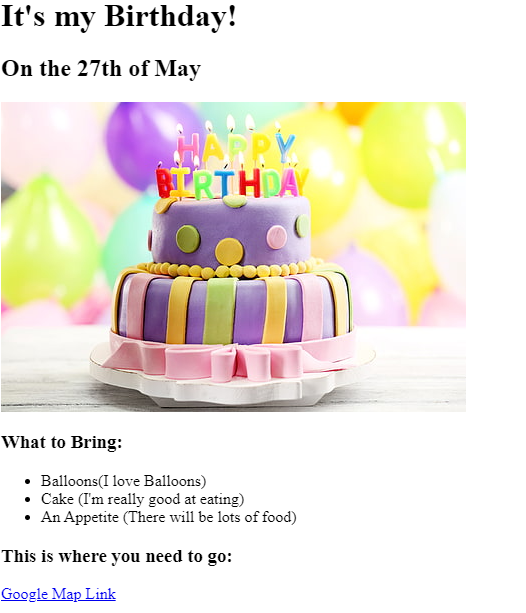 It's my Birthday!
On the 27th of May
HAPPY
BIRTHDAY
What to Bring:
Balloons(I love Balloons)
Cake (I'm really good at eating)
An Appetite (There will be lots of food)
This is where you need to go:
Google Map Link